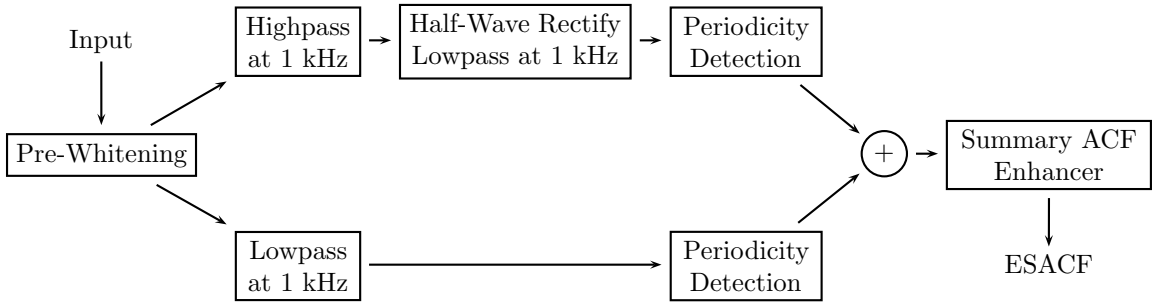 Input
Pre-Whitening
Highpass
at 1 kHz
Half-Wave Rectify
Lowpass at 1 kHz
Periodicity
Detection
Lowpass
at 1 kHz
Periodicity
Detection
+
Summary ACF
Enhancer
ESACF